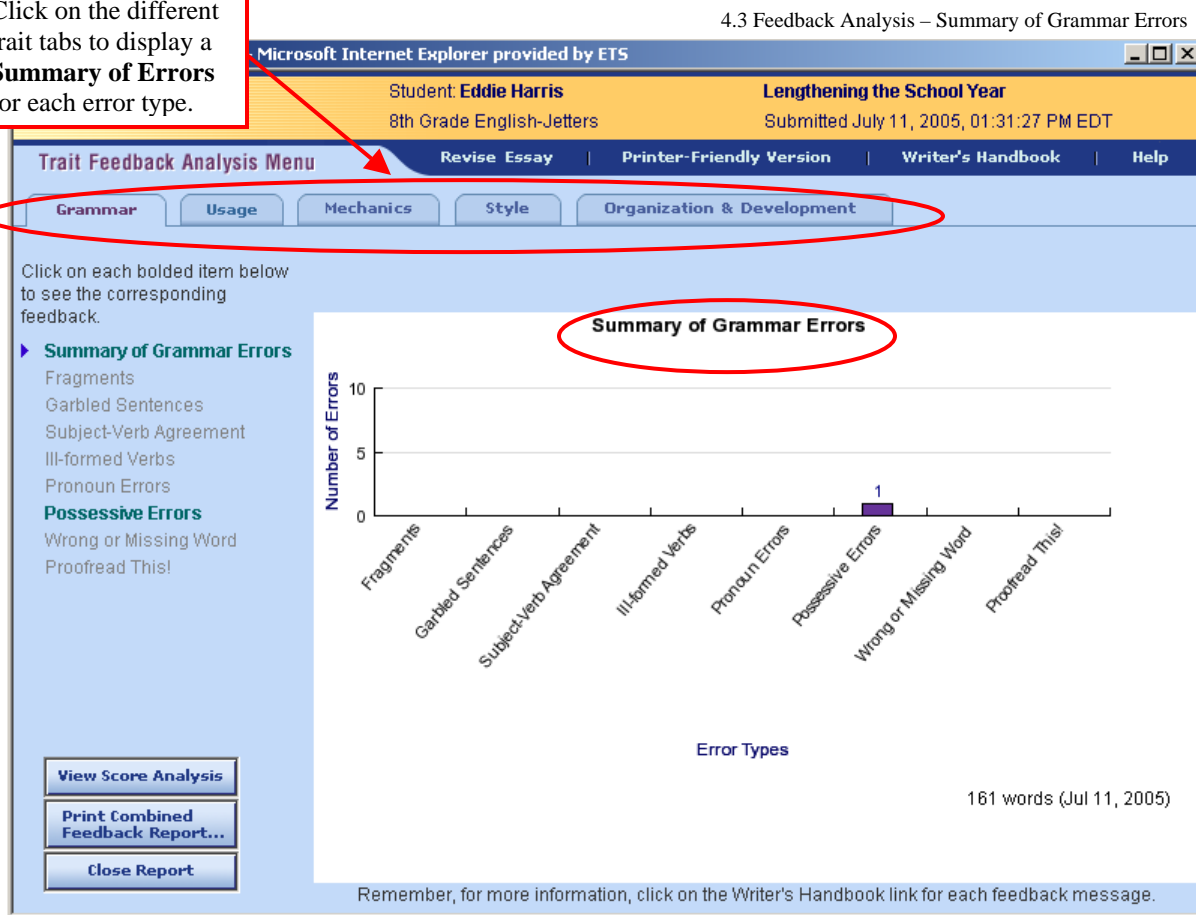 Click on the different
trait tabs to display a
Summary of Errors
for each error type.
4.3 Feedback Analysis – Summary of Grammar Errors
- Microsoft Internet Explorer provided by ETS
Student: Eddie Harris
Lengthening the School Year
8th Grade English-Jetters
Submitted July 11, 2005, 01:31:27 PM EDT
Trait Feedback Analysis Menu
Revise Essay | Printer-Friendly Version | Writer's Handbook | Help
Grammar
Usage
Mechanics
Style
Organization & Development
Click on each bolded item below
to see the corresponding
feedback.
Summary of Grammar Errors
Fragments
Garbled Sentences
Subject-Verb Agreement
Ill-formed Verbs
Pronoun Errors
Possessive Errors
Wrong or Missing Word
Proofread This!
View Score Analysis
Print Combined
Feedback Report...
Close Report
Summary of Grammar Errors
Number of Errors
10
5
0
1
Fragments
Garbled Sentences
Subject-Verb Agreement
Ill-formed Verbs
Pronoun Errors
Possessive Errors
Wrong or Missing Word
Proofread This!
Error Types
161 words (Jul 11, 2005)
Remember, for more information, click on the Writer's Handbook link for each feedback message.